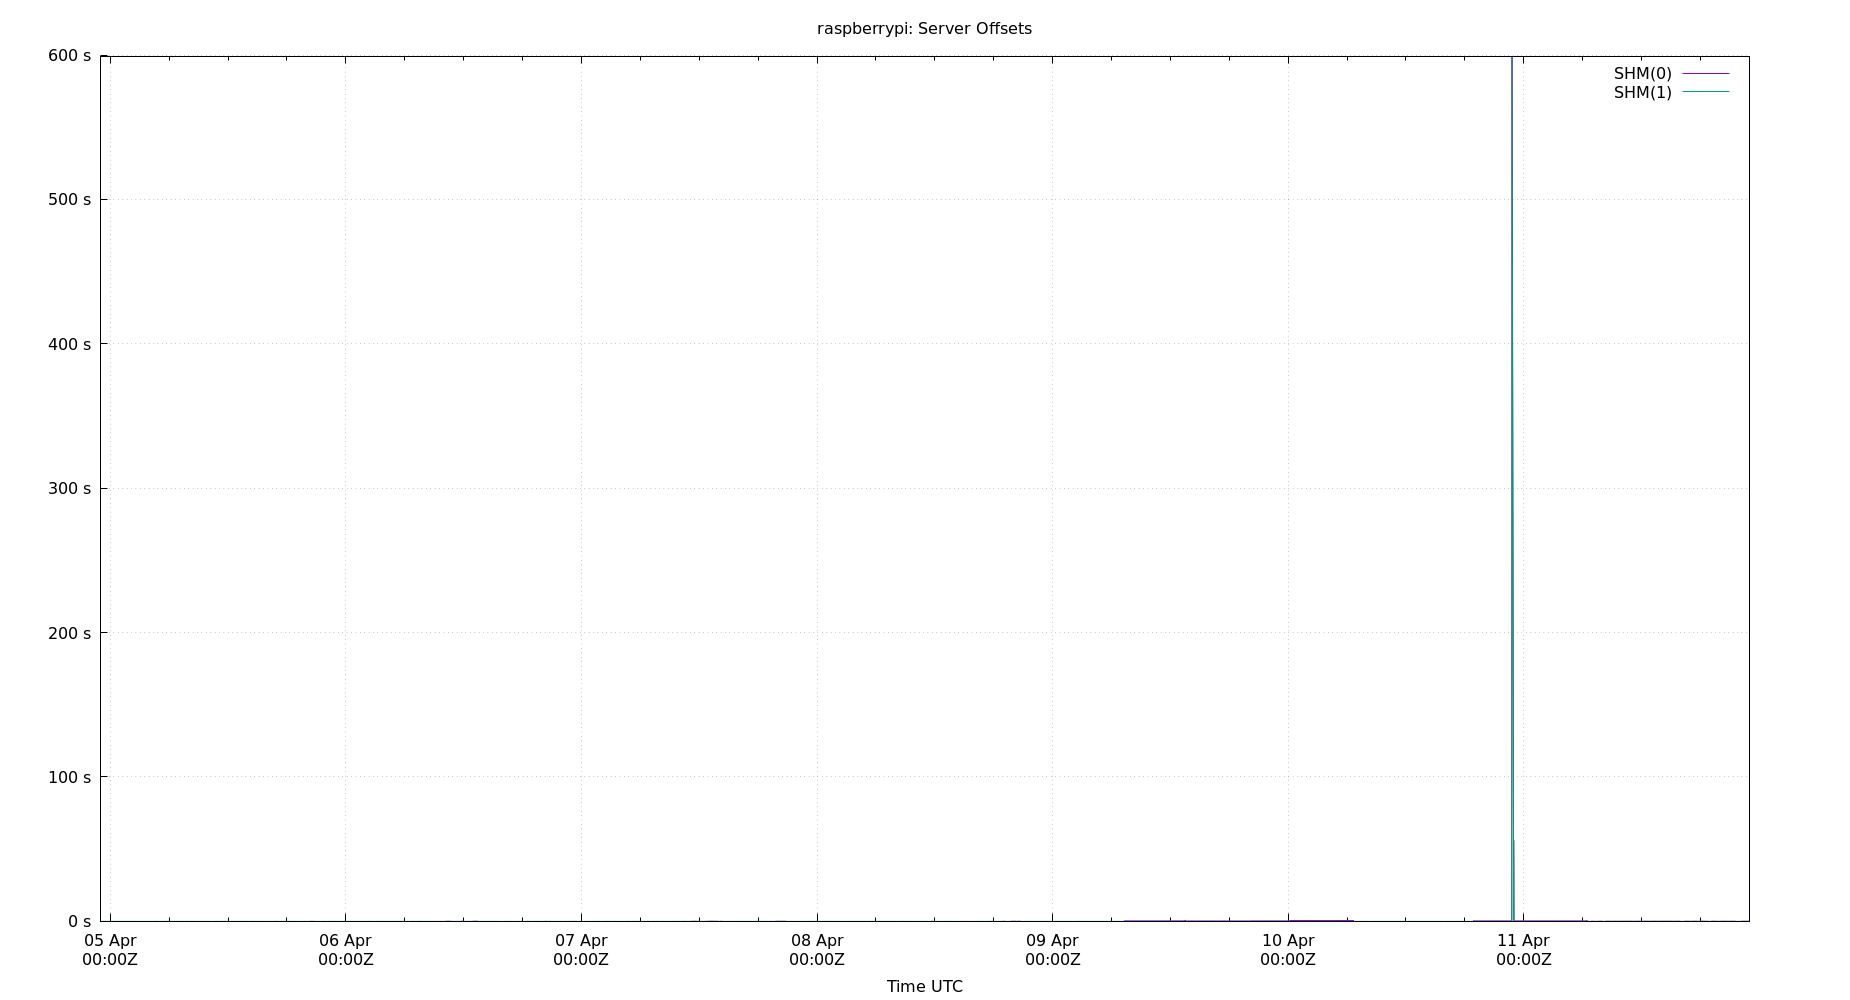 raspberrypi: Server Offsets
600 s
500 s
400 s
300 s
200 s
100 s
0 s
SHM(0)
SHM(1)
05 Apr 06 Apr 07 Apr 08 Apr 09 Apr 10 Apr 11 Apr
00:00Z 00:00Z 00:00Z 00:00Z 00:00Z 00:00Z 00:00Z
Time UTC